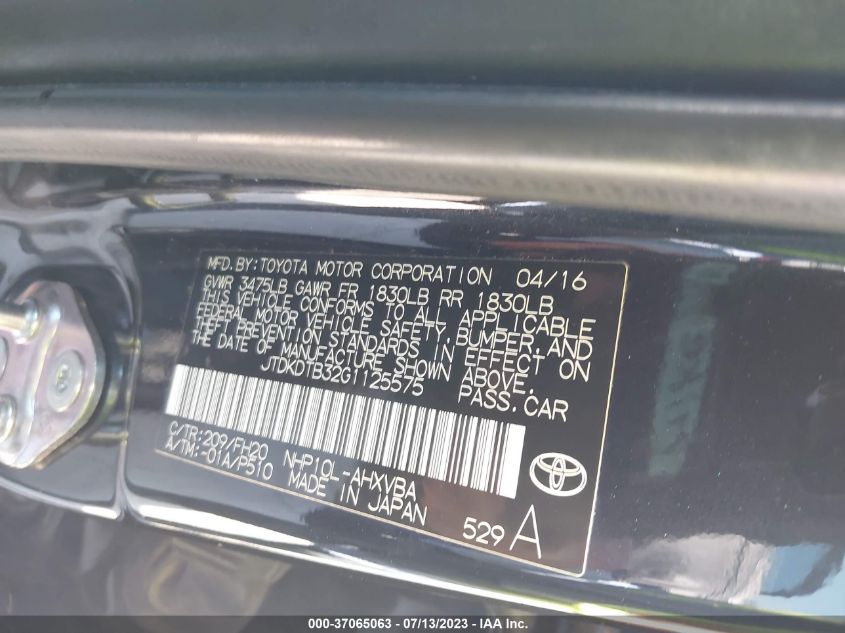 MFD. BY: TOYOTA MOTOR CORPORATION 04/16
GVWR 3475LB GAWR FR 1830LB RR 1830LB
THIS VEHICLE CONFORMS TO ALL APPLICABLE
FEDERAL MOTOR VEHICLE SAFETY, BUMPER, AND
THEFT PREVENTION STANDARDS IN EFFECT ON
THE DATE OF MANUFACTURE SHOWN ABOVE.
JTDKDTB32G1125575 PASS. CAR
C/TR: 209/FH20 NHP10L-AHXVBA
A/TM: -01A/P510 MADE IN JAPAN
529 A
000-37065063 / 07/13/2023 - IAA Inc.